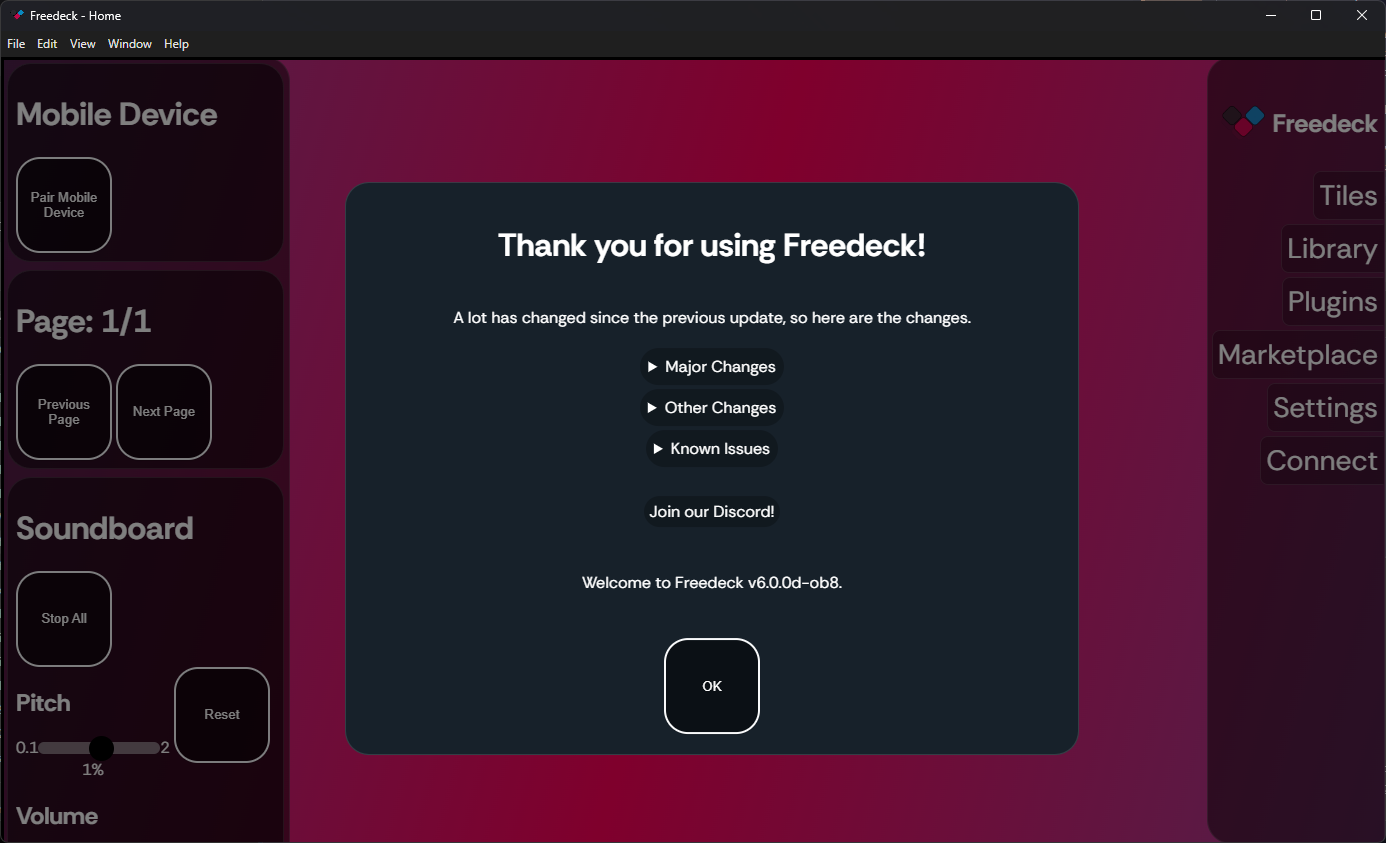 Freedeck - Home
File Edit View Window Help
Mobile Device
Pair Mobile
Device
Page: 1/1
Previous
Page
Next Page
Soundboard
Stop All
Pitch
Reset
0.1 2
1%
Volume
Thank you for using Freedeck!
A lot has changed since the previous update, so here are the changes.
Major Changes
Other Changes
Known Issues
Join our Discord!
Welcome to Freedeck v6.0.0d-ob8.
OK
Freedeck
Tiles
Library
Plugins
Marketplace
Settings
Connect